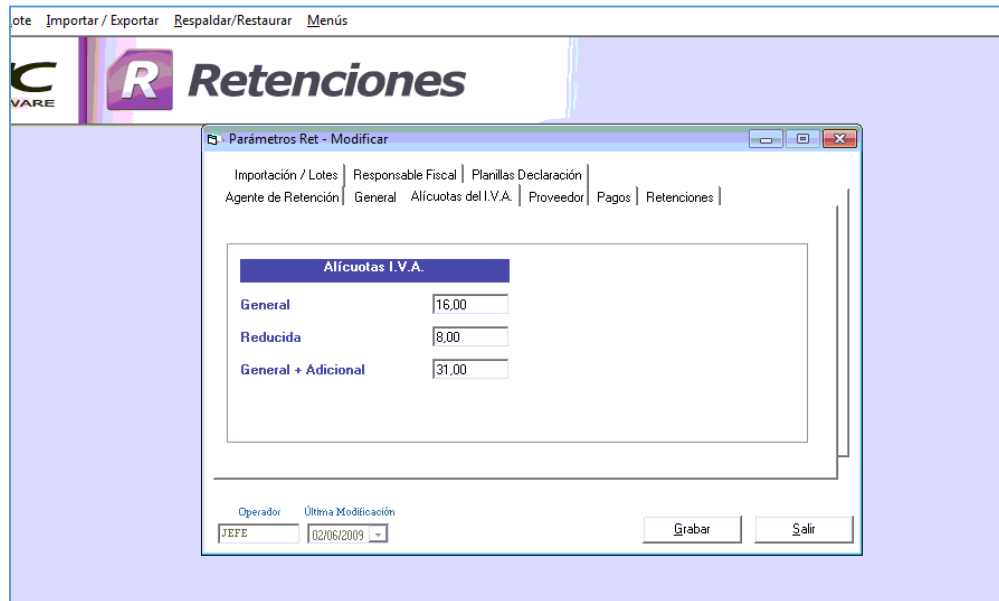 Importar / Exportar Respaldar/Restaurar Menús
R Retenciones
Parámetros Ret - Modificar
Importación / Lotes Responsable Fiscal Planillas Declaración
Agente de Retención General Alícuotas del I.V.A. Proveedor Pagos Retenciones
Alícuotas I.V.A.
General 16,00
Reducida 8,00
General + Adicional 31,00
Operador Última Modificación
JEFE 02/06/2009 Grabar Salir